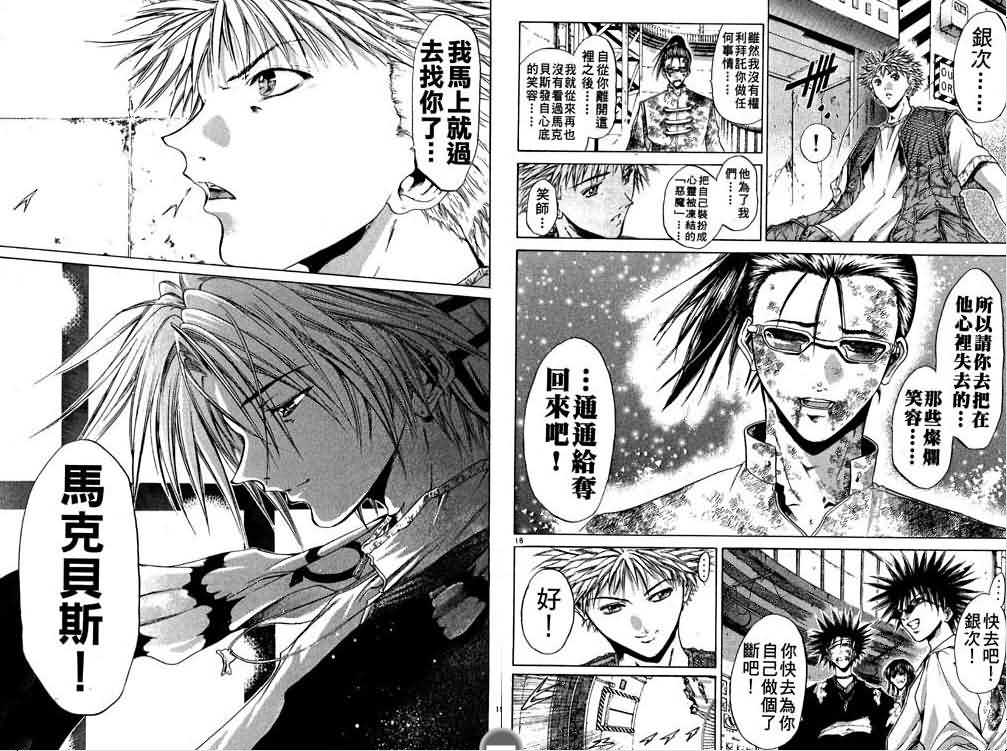 銀次…
！
雖然我沒有權
利拜託你做任
何事情…
自從你離開這
裡之後……
我就從來再也
沒有看過馬克
貝斯發自心底
的笑容……
他為了我
們……
把自己裝扮成
心靈被凍結的
「惡魔」……
笑師…
所以請你去把在
他心裡失去的…
那些燦爛
笑容……
…通通給奪
回來吧！
18
快去吧！
銀次！
你快去為你
自己做個了
斷吧！
……
好！
我馬上就過
去找你了…
馬克貝斯！